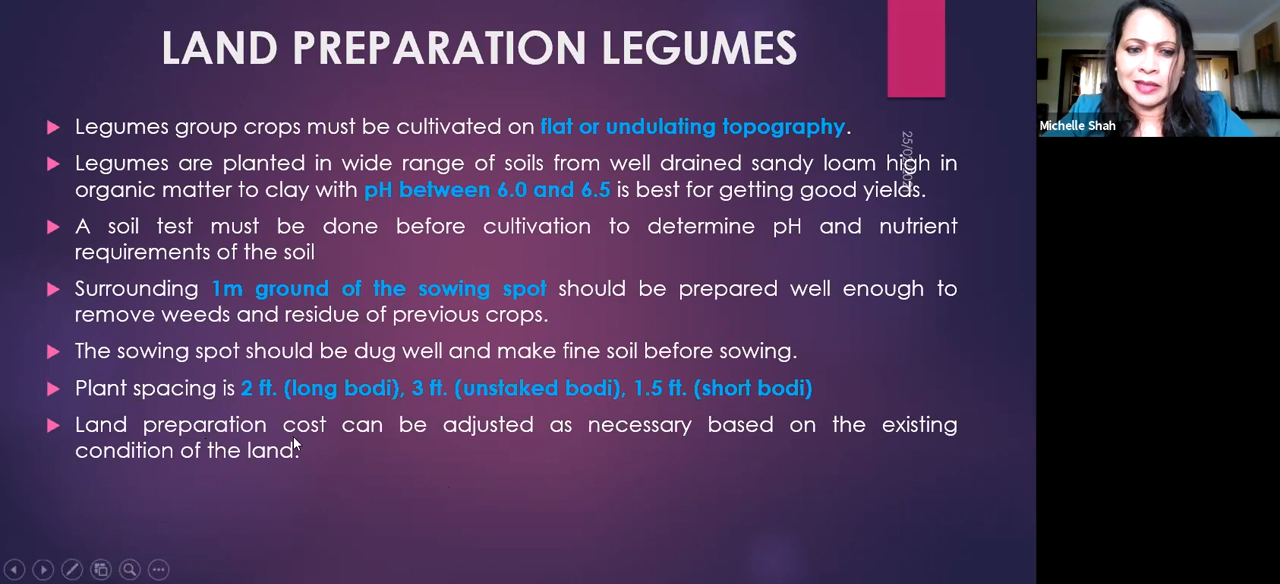 LAND PREPARATION LEGUMES
Legumes group crops must be cultivated on flat or undulating topography.
Legumes are planted in wide range of soils from well drained sandy loam high in
organic matter to clay with pH between 6.0 and 6.5 is best for getting good yields.
A soil test must be done before cultivation to determine pH and nutrient
requirements of the soil
Surrounding 1m ground of the sowing spot should be prepared well enough to
remove weeds and residue of previous crops.
The sowing spot should be dug well and make fine soil before sowing.
Plant spacing is 2 ft. (long bodi), 3 ft. (unstaked bodi), 1.5 ft. (short bodi)
Land preparation cost can be adjusted as necessary based on the existing
condition of the land.
Michelle Shah